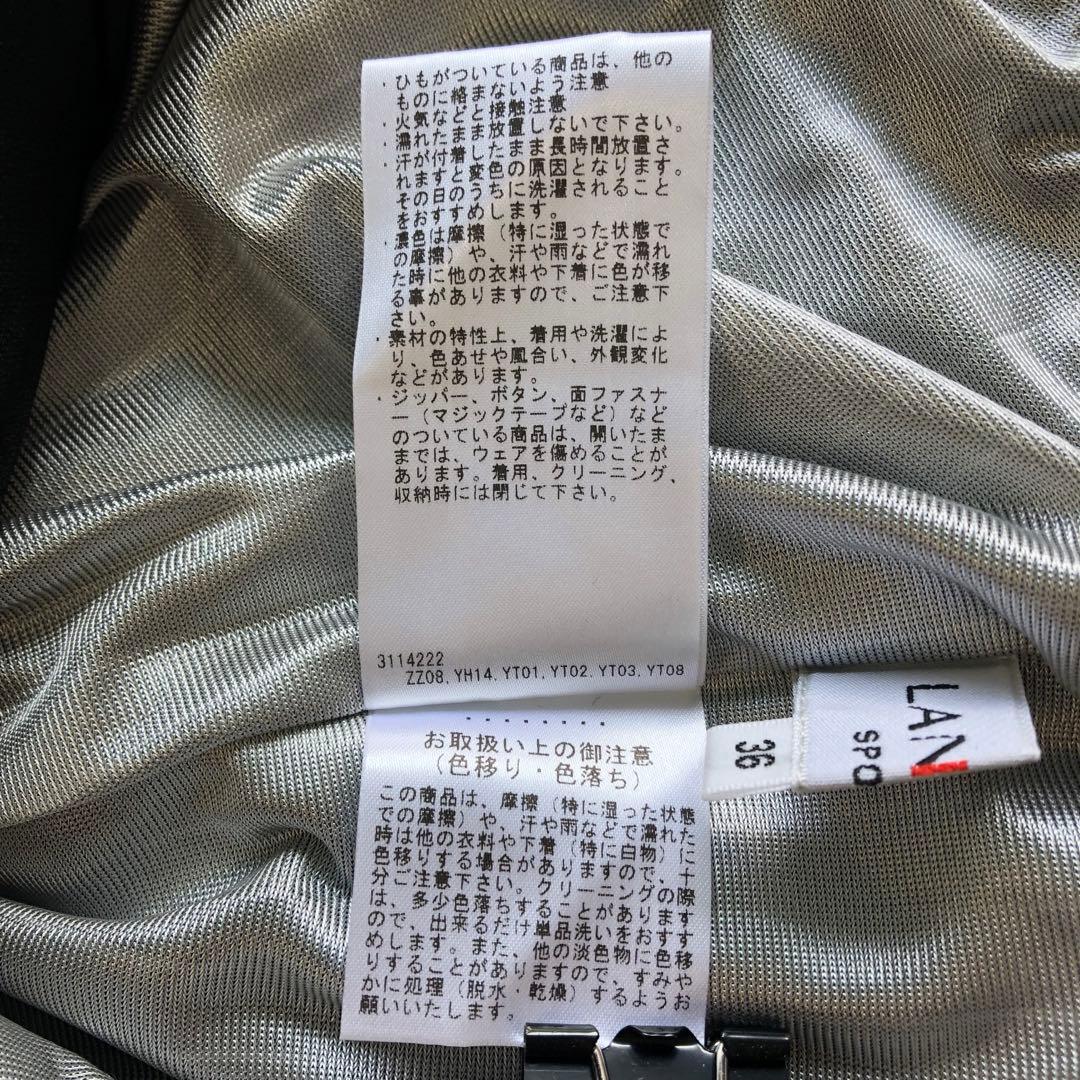 ・ひもがついている商品は、他の
ものに絡まないよう注意
・火気などと接触注意
・濡れたまま放置しないで下さい。
・汗が付着したまま長時間放置さ
れますと変色の原因となります。
その日のうちに洗濯されること
をおすすめします。
・濃色は摩擦（特に湿った状態で
の摩擦）や、汗や雨などで濡れ
た時に他の衣料や下着に色が移
る事がありますので、ご注意下
さい。
・素材の特性上、着用や洗濯によ
り、色あせや風合い、外観変化
などがあります。
・ジッパー、ボタン、面ファスナ
ー（マジックテープなど）など
のついている商品は、開いたま
までは、ウェアを傷めることが
あります。着用、クリーニング、
収納時には閉じて下さい。
3114222
ZZ08,YH14,YT01,YT02,YT03,YT08
お取扱い上の御注意
（色移り・色落ち）
この商品は、摩擦（特に湿った状態
での摩擦）や、汗や雨などで濡れた
時は他の衣料や下着（特に白物）に
色移りする場合がありますので、十
分ご注意下さい。クリーニングの際
は、多少色落ちすることがあります
ので、出来るだけ単品洗いをおすす
めします。また、他の淡色物に色移
りすることがありますので、すみや
かに処理（脱水・乾燥）するようお
願いいたします。
36
LAN
SPO